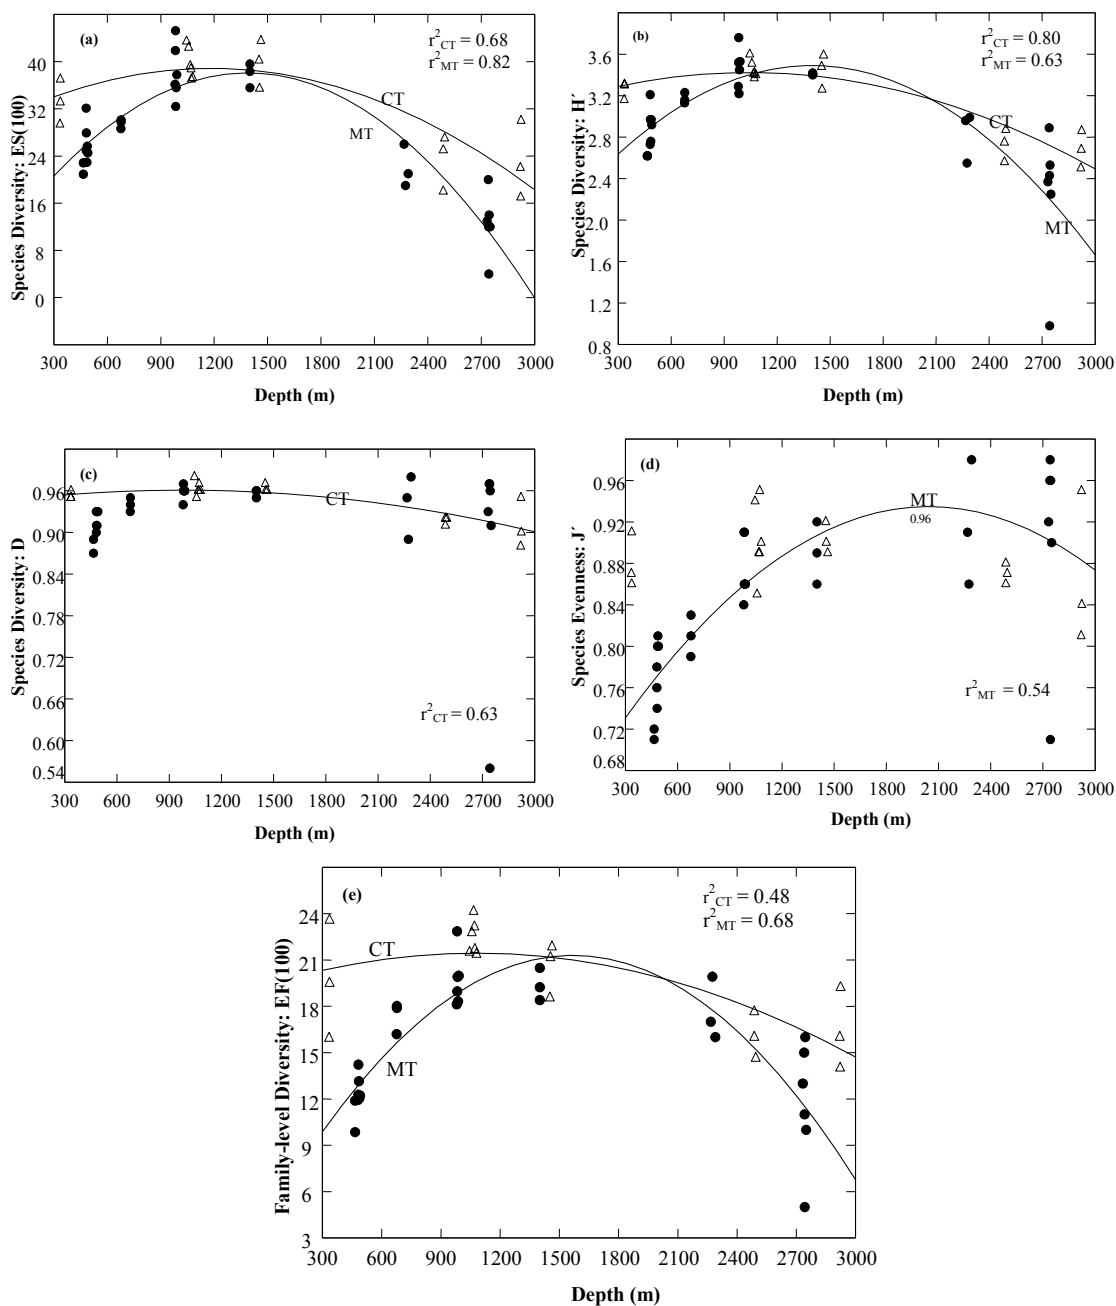 (a)
r²CT = 0.68
r²MT = 0.82
Species Diversity: ES(100)
40
32
24
16
8
0
CT
MT
300 600 900 1200 1500 1800 2100 2400 2700 3000
Depth (m)
(b)
r²CT = 0.80
r²MT = 0.63
Species Diversity: H´
3.6
3.2
2.8
2.4
2.0
1.6
1.2
0.8
CT
MT
300 600 900 1200 1500 1800 2100 2400 2700 3000
Depth (m)
(c)
Species Diversity: D
0.96
0.90
0.84
0.78
0.72
0.66
0.60
0.54
CT
r²CT = 0.63
300 600 900 1200 1500 1800 2100 2400 2700 3000
Depth (m)
(d)
Species Evenness: J´
0.96
0.92
0.88
0.84
0.80
0.76
0.72
0.68
MT
0.96
r²MT = 0.54
300 600 900 1200 1500 1800 2100 2400 2700 3000
Depth (m)
(e)
r²CT = 0.48
r²MT = 0.68
Family-level Diversity: EF(100)
24
21
18
15
12
9
6
3
CT
MT
300 600 900 1200 1500 1800 2100 2400 2700 3000
Depth (m)